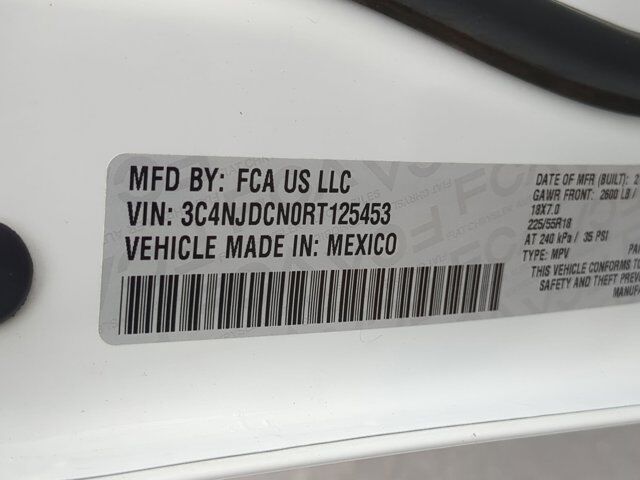 MFD BY: FCA US LLC
VIN: 3C4NJDCN0RT125453
VEHICLE MADE IN: MEXICO
DATE OF MFR (BUILT): 2
GAWR FRONT: 2600 LB /
18X7.0
225/55R18
AT 240 kPa / 35 PSI
TYPE: MPV
THIS VEHICLE CONFORMS TO
SAFETY AND THEFT PREV
MANUFA